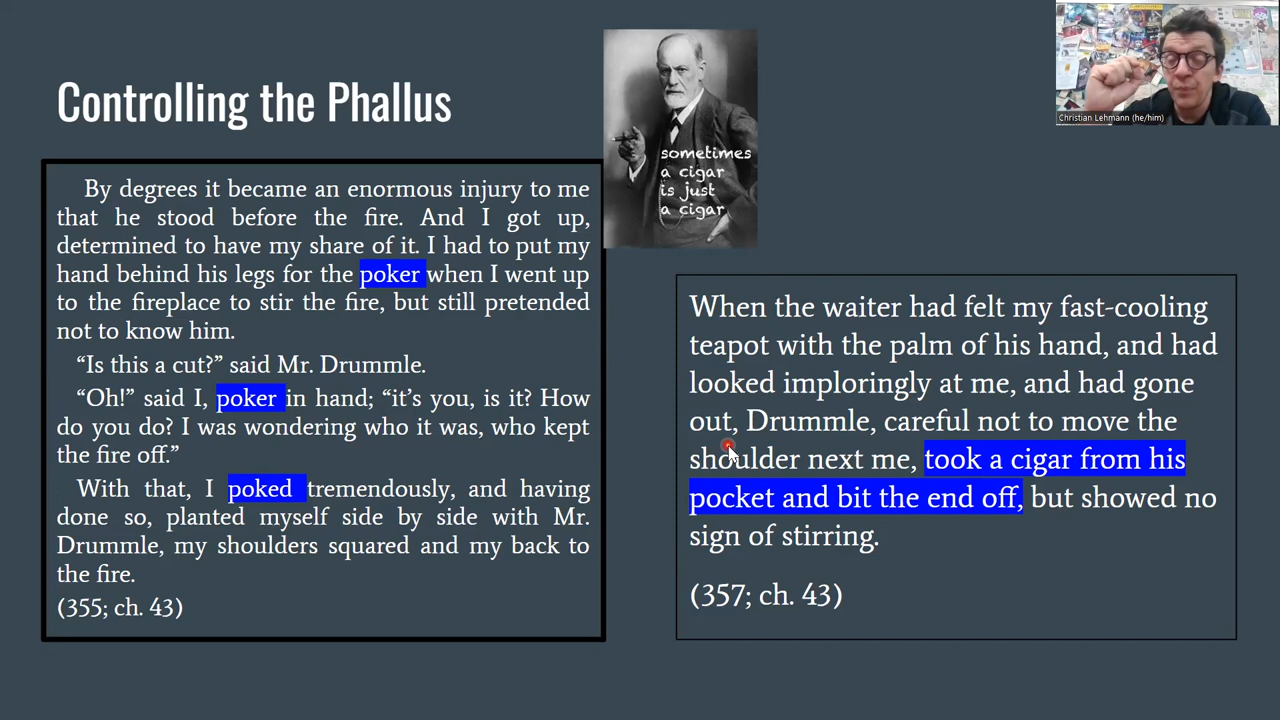 Controlling the Phallus
By degrees it became an enormous injury to me
that he stood before the fire. And I got up,
determined to have my share of it. I had to put my
hand behind his legs for the poker when I went up
to the fireplace to stir the fire, but still pretended
not to know him.
“Is this a cut?” said Mr. Drummle.
“Oh!” said I, poker in hand; “it’s you, is it? How
do you do? I was wondering who it was, who kept
the fire off.”
With that, I poked tremendously, and having
done so, planted myself side by side with Mr.
Drummle, my shoulders squared and my back to
the fire.
(355; ch. 43)
sometimes
a cigar
is just
a cigar
When the waiter had felt my fast-cooling
teapot with the palm of his hand, and had
looked imploringly at me, and had gone
out, Drummle, careful not to move the
shoulder next me, took a cigar from his
pocket and bit the end off, but showed no
sign of stirring.
(357; ch. 43)
Christian Lehmann (he/him)